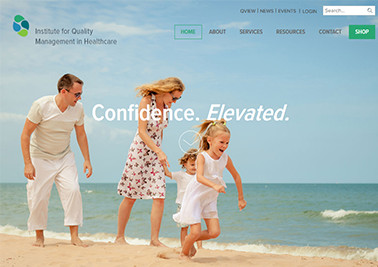 QVIEW | NEWS | EVENTS | LOGIN
Search...
Institute for Quality
Management in Healthcare
HOME ABOUT SERVICES RESOURCES CONTACT SHOP
Confidence. Elevated.